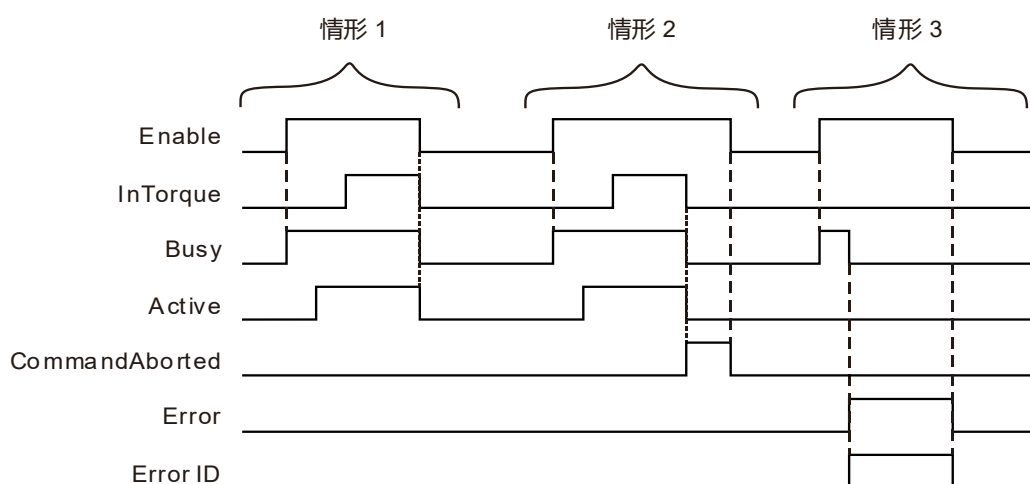 情形 1 情形 2 情形 3
Enable
InTorque
Busy
Active
CommandAborted
Error
Error ID